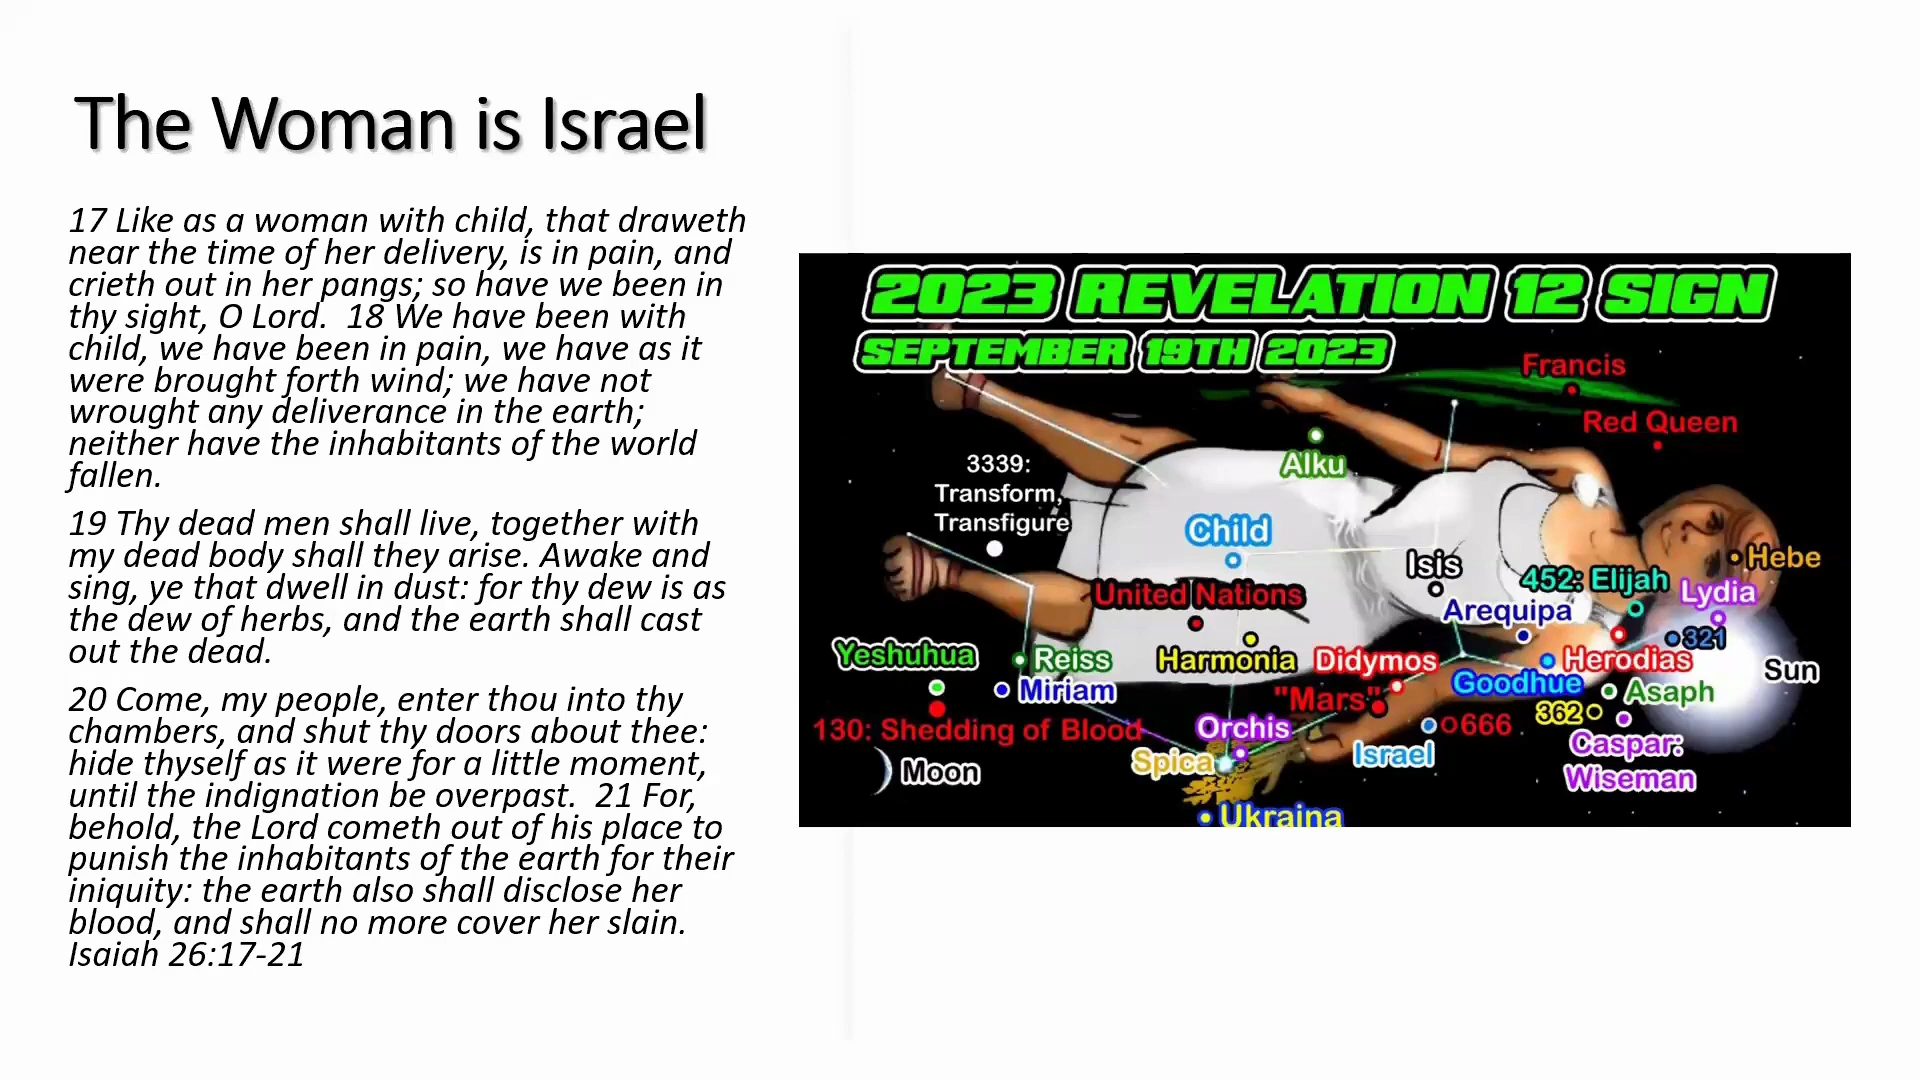 The Woman is Israel
17 Like as a woman with child, that draweth
near the time of her delivery, is in pain, and
crieth out in her pangs; so have we been in
thy sight, O Lord.  18 We have been with
child, we have been in pain, we have as it
were brought forth wind; we have not
wrought any deliverance in the earth;
neither have the inhabitants of the world
fallen.
19 Thy dead men shall live, together with
my dead body shall they arise. Awake and
sing, ye that dwell in dust: for thy dew is as
the dew of herbs, and the earth shall cast
out the dead.
20 Come, my people, enter thou into thy
chambers, and shut thy doors about thee:
hide thyself as it were for a little moment,
until the indignation be overpast.  21 For,
behold, the Lord cometh out of his place to
punish the inhabitants of the earth for their
iniquity: the earth also shall disclose her
blood, and shall no more cover her slain.
Isaiah 26:17-21
2023 REVELATION 12 SIGN
SEPTEMBER 19TH 2023
Francis
Red Queen
Alku
3339:
Transform,
Transfigure
Child
Isis
Hebe
452: Elijah
Lydia
United Nations
Arequipa
321
Yeshuhua
Reiss
Harmonia
Didymos
Herodias
Sun
Miriam
"Mars"
Goodhue
Asaph
362
130: Shedding of Blood
Orchis
666
Israel
Caspar:
Wiseman
Spica
Moon
Ukraina